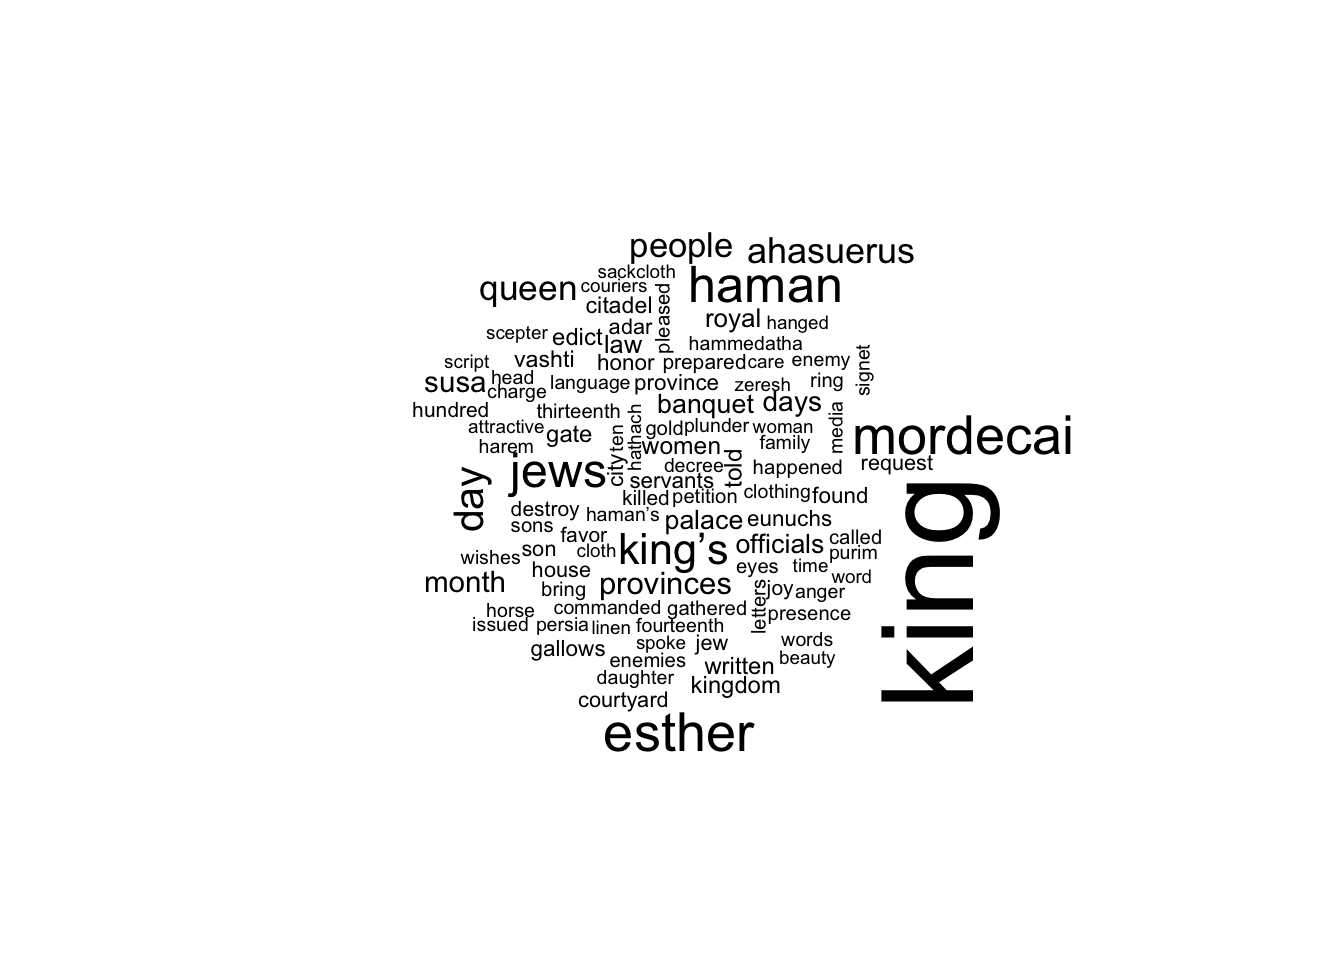 people ahasuerus
sackcloth
queen couriers haman
citadel pleased
scepter edict adar royal hanged
law hammedatha
script vashti honor prepared care enemy signet
susa head language province zeresh ring
charge
hundred thirteenth banquet days
attractive gate hathach gold plunder woman media mordecai
harem city ten women family
jews decree told happened request
day servants
killed petition clothing found king
destroy haman’s palace eunuchs
sons favor
wishes son cloth king’s officials called
purim
month house provinces eyes time word
bring letters joy anger
horse commanded gathered presence
issued persia linen fourteenth
gallows spoke jew words
enemies written beauty
daughter kingdom
courtyard
esther